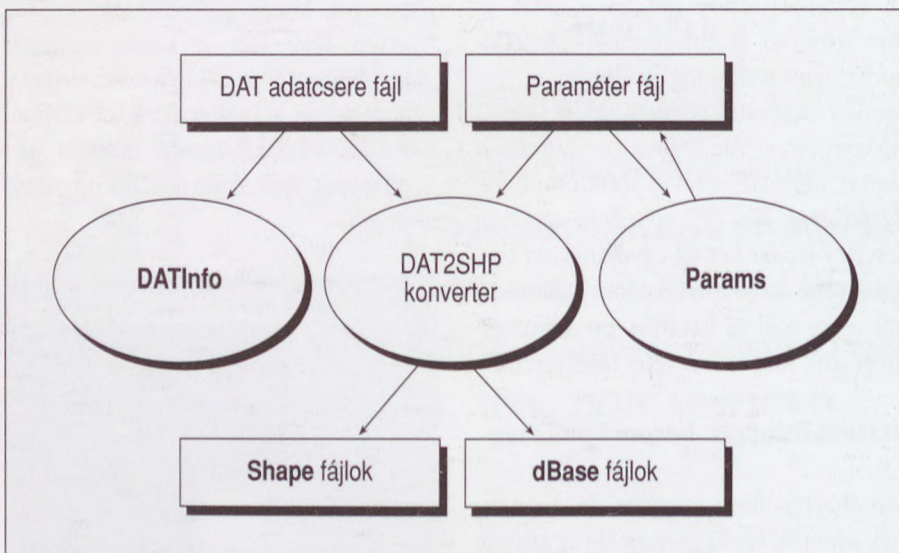 DAT adatcsere fájl
Paraméter fájl
DATInfo
DAT2SHP
konverter
Params
Shape fájlok
dBase fájlok